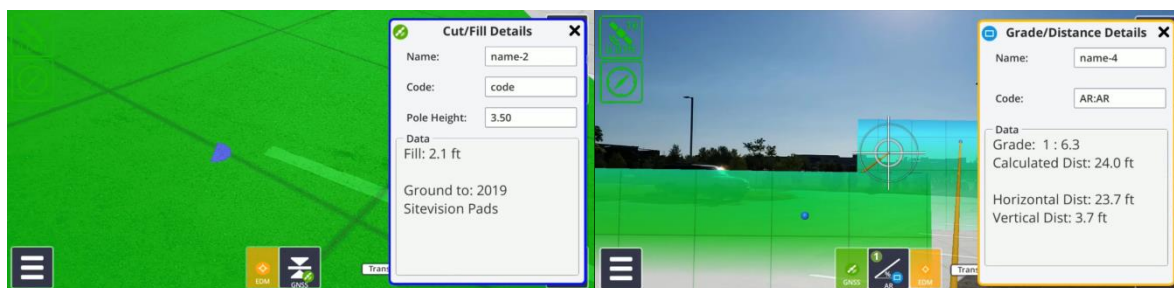 Cut/Fill Details
Name: name-2
Code: code
Pole Height: 3.50
Data
Fill: 2.1 ft
Ground to: 2019
Sitevision Pads
EDM
GNSS
Trans
Grade/Distance Details
Name: name-4
Code: AR:AR
Data
Grade: 1 : 6.3
Calculated Dist: 24.0 ft
Horizontal Dist: 23.7 ft
Vertical Dist: 3.7 ft
GNSS
1
%
AR
EDM
Trans